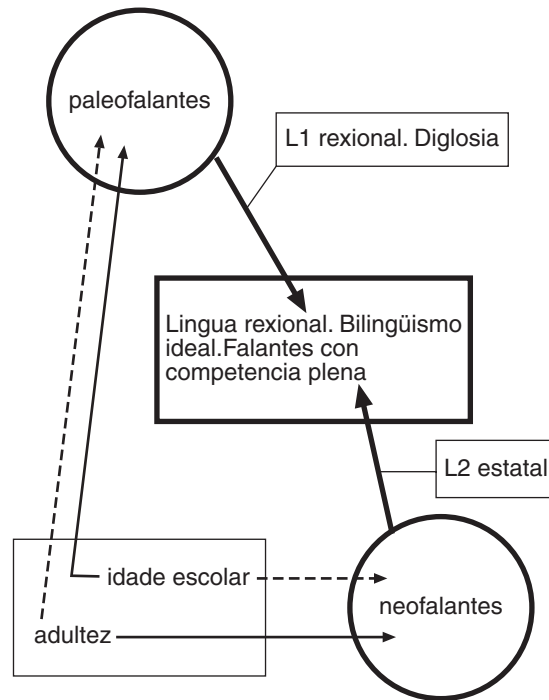 paleofalantes
L1 rexional. Diglosia
Lingua rexional. Bilingüismo
ideal.Falantes con
competencia plena
L2 estatal
idade escolar
neofalantes
adultez